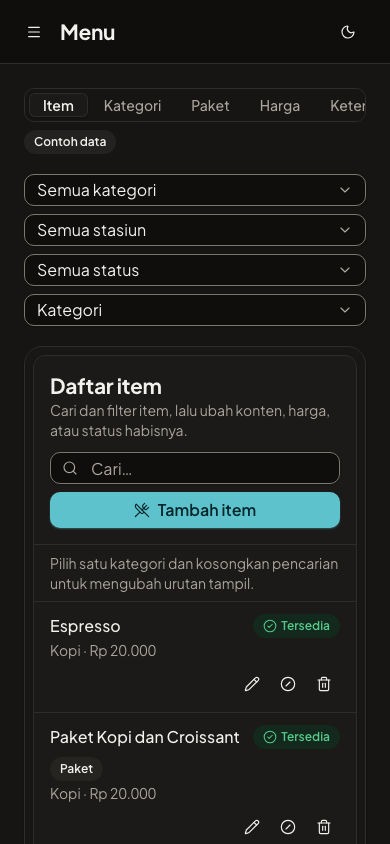 Menu
Item Kategori Paket Harga
Contoh data
Semua kategori
Semua stasiun
Semua status
Kategori
Daftar item
Cari dan filter item, lalu ubah konten, harga,
atau status habisnya.
Cari...
Tambah item
Pilih satu kategori dan kosongkan pencarian
untuk mengubah urutan tampil.
Espresso Tersedia
Kopi · Rp 20.000
Paket Kopi dan Croissant Tersedia
Paket
Kopi · Rp 20.000